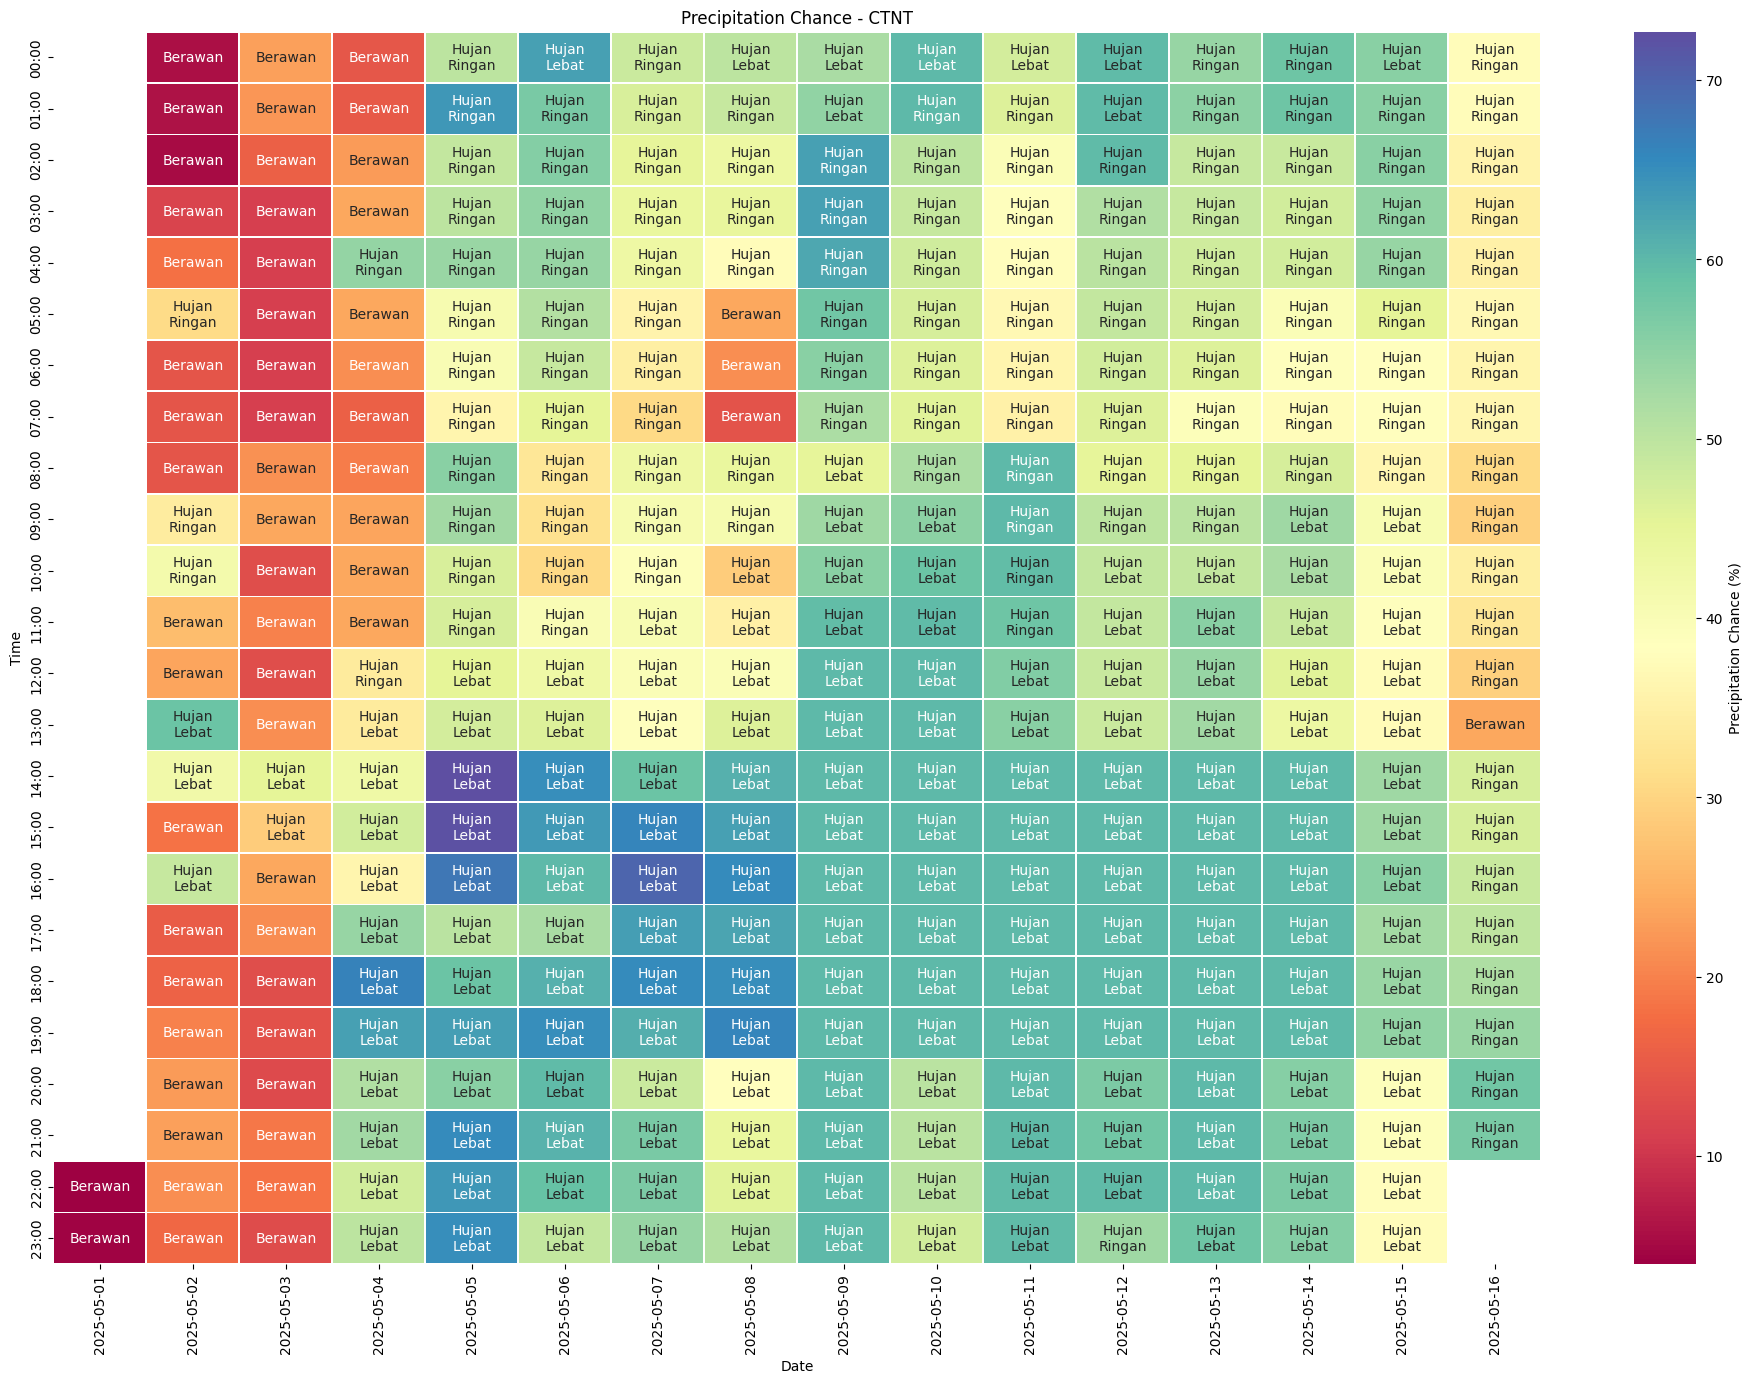 Precipitation Chance - CTNT
00:00 Berawan Berawan Berawan Hujan Ringan Hujan Lebat Hujan Ringan Hujan Lebat Hujan Lebat Hujan Lebat Hujan Lebat Hujan Lebat Hujan Ringan Hujan Ringan Hujan Lebat Hujan Ringan
01:00 Berawan Berawan Berawan Hujan Ringan Hujan Ringan Hujan Ringan Hujan Ringan Hujan Lebat Hujan Ringan Hujan Ringan Hujan Lebat Hujan Ringan Hujan Ringan Hujan Ringan Hujan Ringan
02:00 Berawan Berawan Berawan Hujan Ringan Hujan Ringan Hujan Ringan Hujan Ringan Hujan Ringan Hujan Ringan Hujan Ringan Hujan Ringan Hujan Ringan Hujan Ringan Hujan Ringan Hujan Ringan
03:00 Berawan Berawan Berawan Hujan Ringan Hujan Ringan Hujan Ringan Hujan Ringan Hujan Ringan Hujan Ringan Hujan Ringan Hujan Ringan Hujan Ringan Hujan Ringan Hujan Ringan Hujan Ringan
04:00 Berawan Berawan Hujan Ringan Hujan Ringan Hujan Ringan Hujan Ringan Hujan Ringan Hujan Ringan Hujan Ringan Hujan Ringan Hujan Ringan Hujan Ringan Hujan Ringan Hujan Ringan Hujan Ringan
05:00 Hujan Ringan Berawan Berawan Hujan Ringan Hujan Ringan Hujan Ringan Berawan Hujan Ringan Hujan Ringan Hujan Ringan Hujan Ringan Hujan Ringan Hujan Ringan Hujan Ringan Hujan Ringan
06:00 Berawan Berawan Berawan Hujan Ringan Hujan Ringan Hujan Ringan Berawan Hujan Ringan Hujan Ringan Hujan Ringan Hujan Ringan Hujan Ringan Hujan Ringan Hujan Ringan Hujan Ringan
07:00 Berawan Berawan Berawan Hujan Ringan Hujan Ringan Hujan Ringan Berawan Hujan Ringan Hujan Ringan Hujan Ringan Hujan Ringan Hujan Ringan Hujan Ringan Hujan Ringan Hujan Ringan
08:00 Berawan Berawan Berawan Hujan Ringan Hujan Ringan Hujan Ringan Hujan Ringan Hujan Lebat Hujan Ringan Hujan Ringan Hujan Ringan Hujan Ringan Hujan Ringan Hujan Ringan Hujan Ringan
09:00 Hujan Ringan Berawan Berawan Hujan Ringan Hujan Ringan Hujan Ringan Hujan Ringan Hujan Lebat Hujan Lebat Hujan Ringan Hujan Ringan Hujan Ringan Hujan Lebat Hujan Lebat Hujan Ringan
10:00 Hujan Ringan Berawan Berawan Hujan Ringan Hujan Ringan Hujan Ringan Hujan Lebat Hujan Lebat Hujan Lebat Hujan Ringan Hujan Lebat Hujan Lebat Hujan Lebat Hujan Lebat Hujan Ringan
11:00 Berawan Berawan Berawan Hujan Ringan Hujan Ringan Hujan Lebat Hujan Lebat Hujan Lebat Hujan Lebat Hujan Ringan Hujan Lebat Hujan Lebat Hujan Lebat Hujan Lebat Hujan Ringan
12:00 Berawan Berawan Hujan Ringan Hujan Lebat Hujan Lebat Hujan Lebat Hujan Lebat Hujan Lebat Hujan Lebat Hujan Lebat Hujan Lebat Hujan Lebat Hujan Lebat Hujan Lebat Hujan Ringan
13:00 Hujan Lebat Berawan Hujan Lebat Hujan Lebat Hujan Lebat Hujan Lebat Hujan Lebat Hujan Lebat Hujan Lebat Hujan Lebat Hujan Lebat Hujan Lebat Hujan Lebat Hujan Lebat Berawan
14:00 Hujan Lebat Hujan Lebat Hujan Lebat Hujan Lebat Hujan Lebat Hujan Lebat Hujan Lebat Hujan Lebat Hujan Lebat Hujan Lebat Hujan Lebat Hujan Lebat Hujan Lebat Hujan Lebat Hujan Ringan
15:00 Berawan Hujan Lebat Hujan Lebat Hujan Lebat Hujan Lebat Hujan Lebat Hujan Lebat Hujan Lebat Hujan Lebat Hujan Lebat Hujan Lebat Hujan Lebat Hujan Lebat Hujan Lebat Hujan Ringan
16:00 Hujan Lebat Berawan Hujan Lebat Hujan Lebat Hujan Lebat Hujan Lebat Hujan Lebat Hujan Lebat Hujan Lebat Hujan Lebat Hujan Lebat Hujan Lebat Hujan Lebat Hujan Lebat Hujan Ringan
17:00 Berawan Berawan Hujan Lebat Hujan Lebat Hujan Lebat Hujan Lebat Hujan Lebat Hujan Lebat Hujan Lebat Hujan Lebat Hujan Lebat Hujan Lebat Hujan Lebat Hujan Lebat Hujan Ringan
18:00 Berawan Berawan Hujan Lebat Hujan Lebat Hujan Lebat Hujan Lebat Hujan Lebat Hujan Lebat Hujan Lebat Hujan Lebat Hujan Lebat Hujan Lebat Hujan Lebat Hujan Lebat Hujan Ringan
19:00 Berawan Berawan Hujan Lebat Hujan Lebat Hujan Lebat Hujan Lebat Hujan Lebat Hujan Lebat Hujan Lebat Hujan Lebat Hujan Lebat Hujan Lebat Hujan Lebat Hujan Lebat Hujan Ringan
20:00 Berawan Berawan Hujan Lebat Hujan Lebat Hujan Lebat Hujan Lebat Hujan Lebat Hujan Lebat Hujan Lebat Hujan Lebat Hujan Lebat Hujan Lebat Hujan Lebat Hujan Lebat Hujan Ringan
21:00 Berawan Berawan Hujan Lebat Hujan Lebat Hujan Lebat Hujan Lebat Hujan Lebat Hujan Lebat Hujan Lebat Hujan Lebat Hujan Lebat Hujan Lebat Hujan Lebat Hujan Lebat Hujan Ringan
22:00 Berawan Berawan Berawan Hujan Lebat Hujan Lebat Hujan Lebat Hujan Lebat Hujan Lebat Hujan Lebat Hujan Lebat Hujan Lebat Hujan Lebat Hujan Lebat Hujan Lebat Hujan Lebat
23:00 Berawan Berawan Berawan Hujan Lebat Hujan Lebat Hujan Lebat Hujan Lebat Hujan Lebat Hujan Lebat Hujan Lebat Hujan Lebat Hujan Ringan Hujan Lebat Hujan Lebat Hujan Lebat
Time
2025-05-01 2025-05-02 2025-05-03 2025-05-04 2025-05-05 2025-05-06 2025-05-07 2025-05-08 2025-05-09 2025-05-10 2025-05-11 2025-05-12 2025-05-13 2025-05-14 2025-05-15 2025-05-16
Date
70
60
50
40
30
20
10
Precipitation Chance (%)